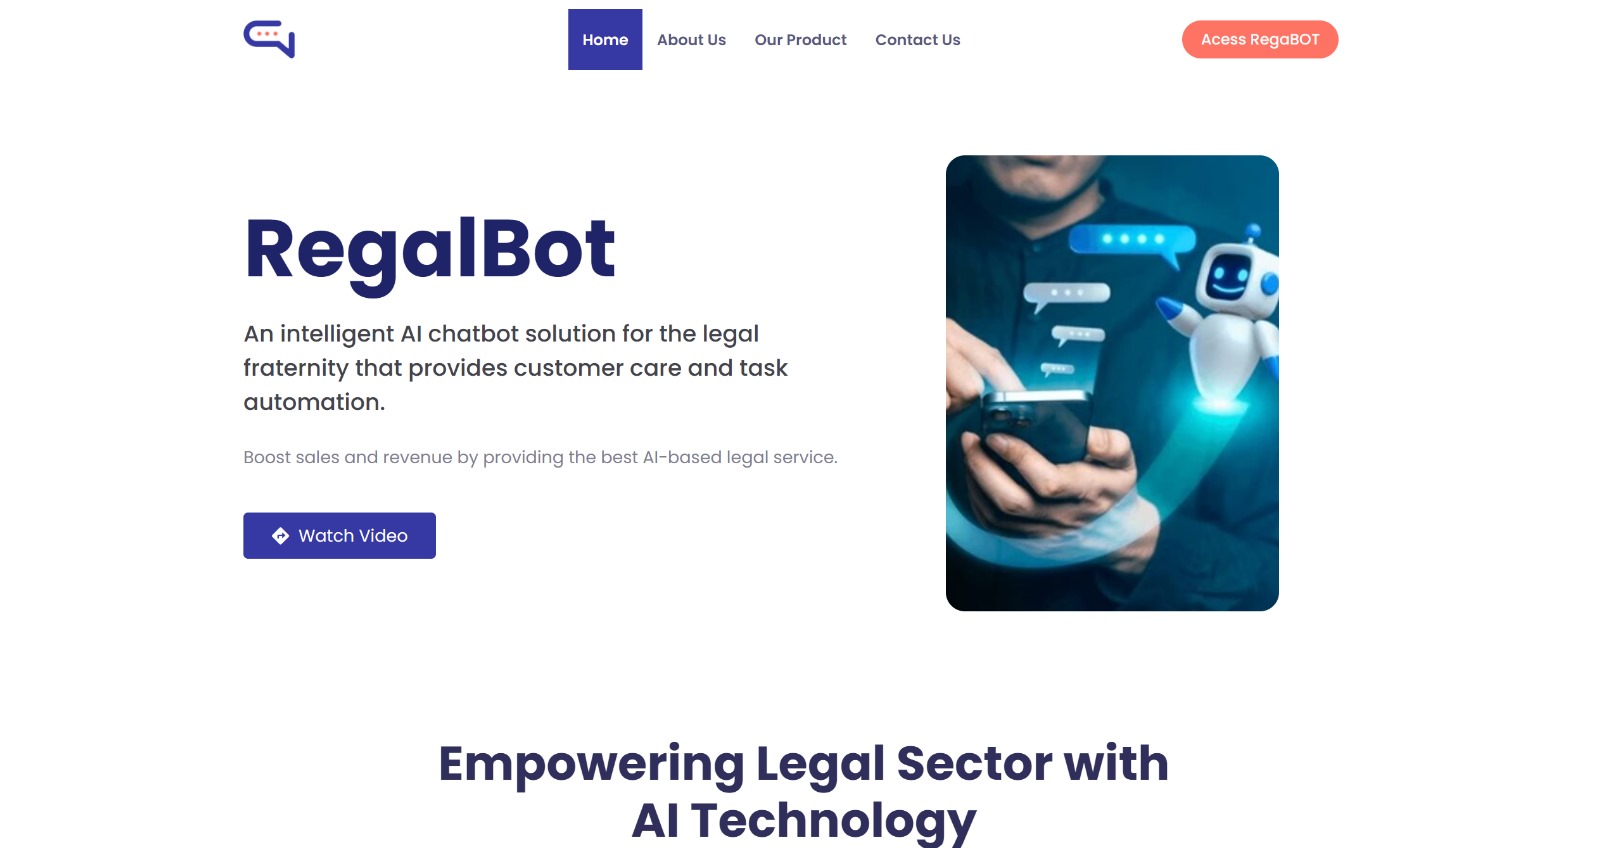 Home
About Us
Our Product
Contact Us
Acess RegaBOT
RegalBot
An intelligent AI chatbot solution for the legal
fraternity that provides customer care and task
automation.
Boost sales and revenue by providing the best AI-based legal service.
Watch Video
Empowering Legal Sector with
AI Technology